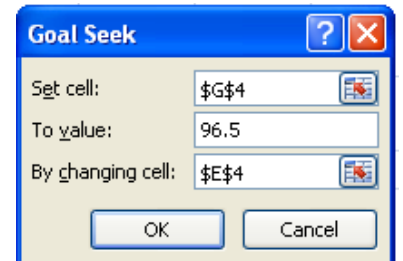 Goal Seek ?
Set cell: $G$4
To value: 96.5
By changing cell: $E$4
OK Cancel